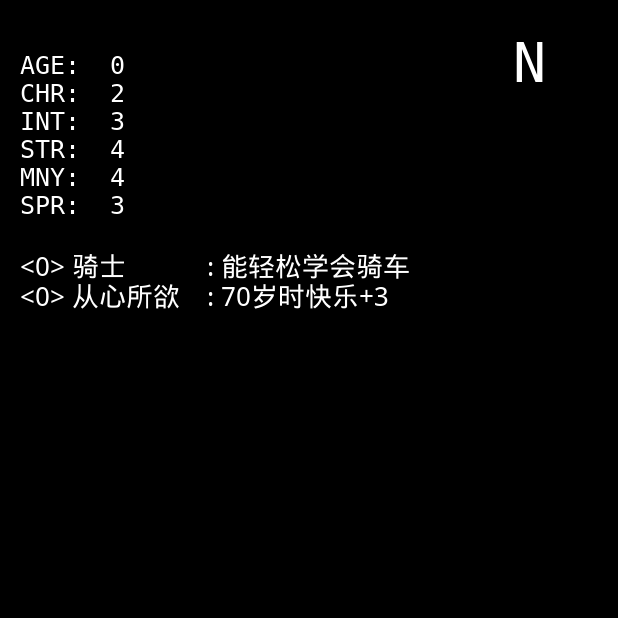 N
AGE: 0
CHR: 2
INT: 3
STR: 4
MNY: 4
SPR: 3
<O> 骑士 : 能轻松学会骑车
<O> 从心所欲 : 70岁时快乐+3